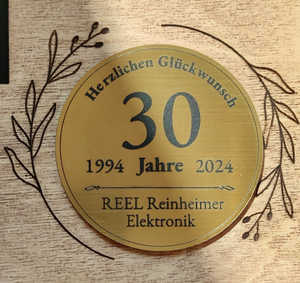 Herzlichen Glückwunsch
30
1994 Jahre 2024
REEL Reinheimer
Elektronik